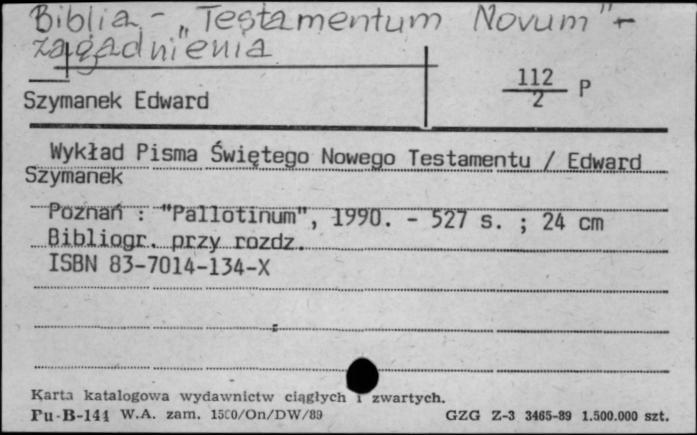 Biblia - "Testamentum Novum" -
zagadnienia
112
2 P
Szymanek Edward
Wykład Pisma Świętego Nowego Testamentu / Edward
Szymanek
Poznań : "Pallotinum", 1990. - 527 s. ; 24 cm
Bibliogr. przy rozdz.
ISBN 83-7014-134-X
Karta katalogowa wydawnictw ciągłych i zwartych.
Pu-B-144 W.A. zam. 1500/On/DW/89 GZG Z-3 3465-89 1.500.000 szt.